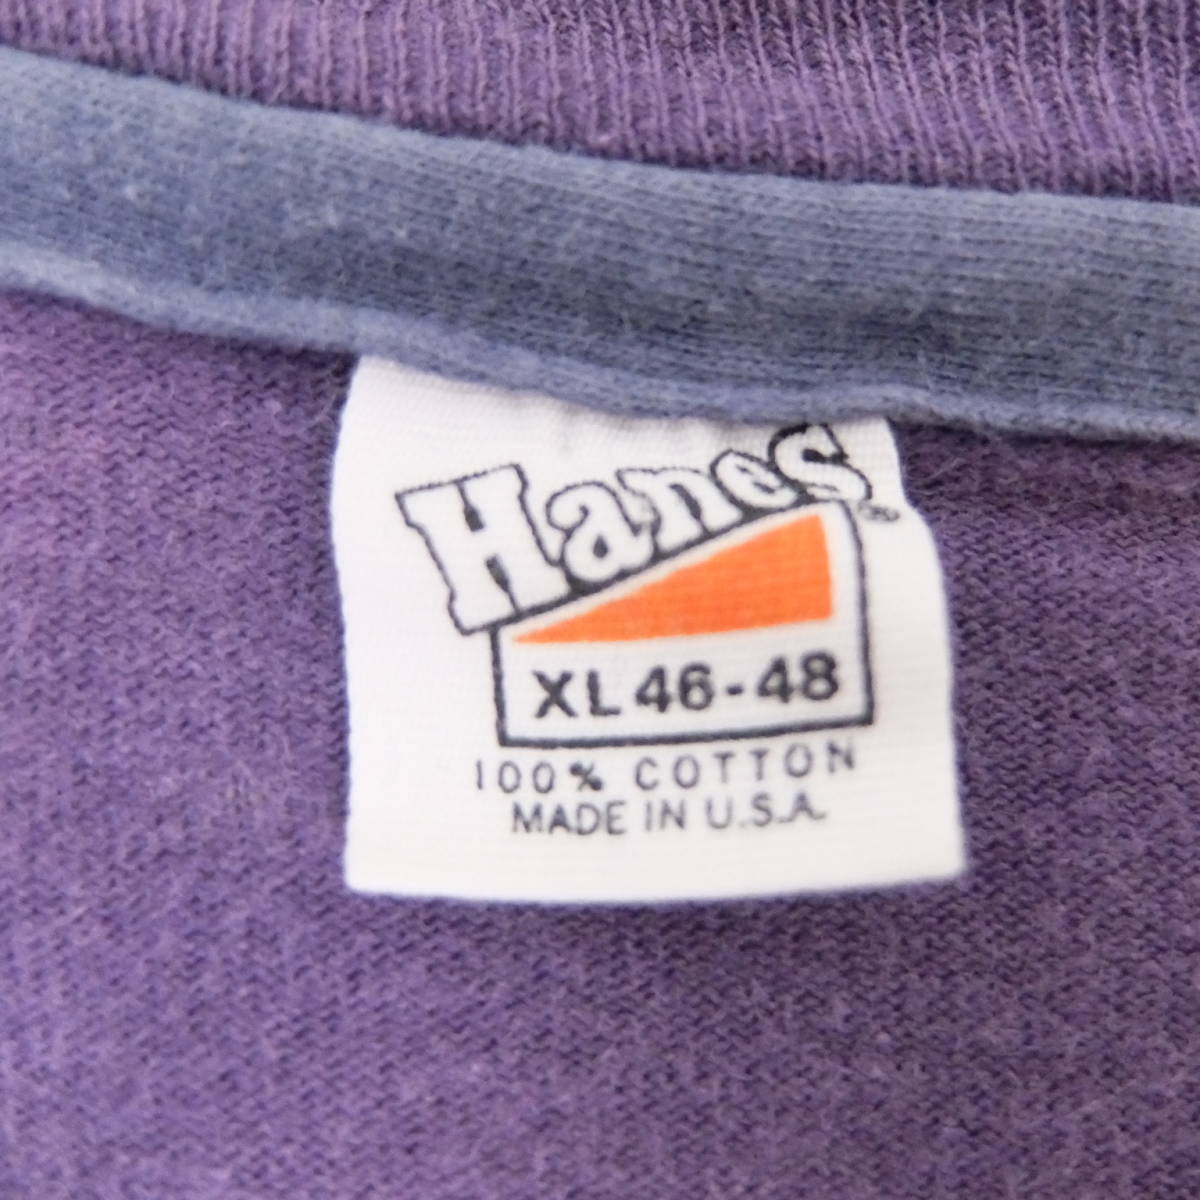 Hanes®
XL 46-48
100% COTTON
MADE IN U.S.A.